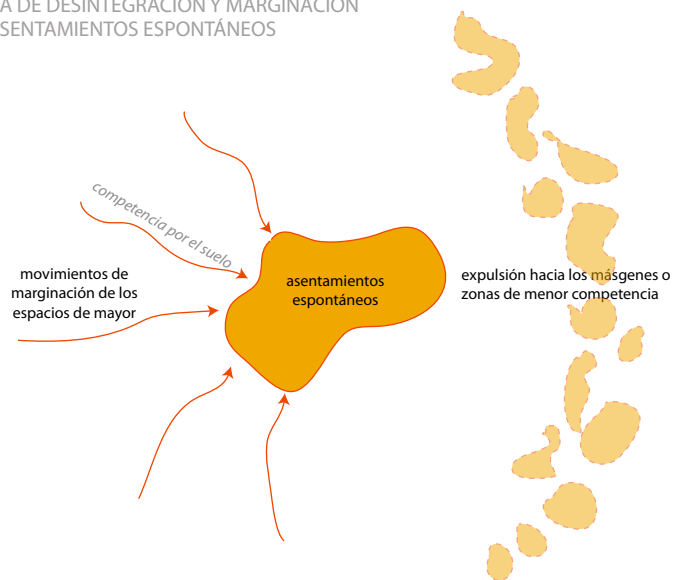 A DE DESINTEGRACIÓN Y MARGINACIÓN
SENTAMIENTOS ESPONTÁNEOS
competencia por el suelo
movimientos de
marginación de los
espacios de mayor
asentamientos
espontáneos
expulsión hacia los másgenes o
zonas de menor competencia